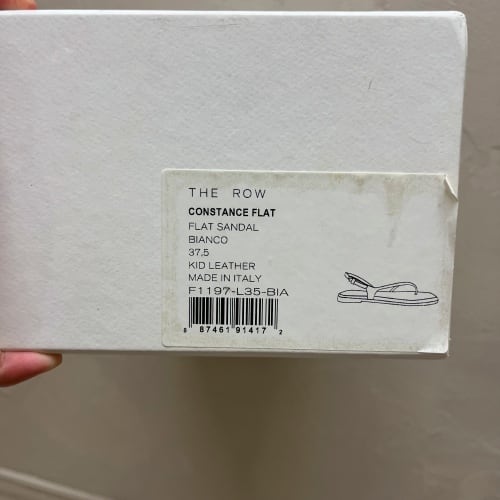 THE ROW
CONSTANCE FLAT
FLAT SANDAL
BIANCO
37.5
KID LEATHER
MADE IN ITALY
F1197-L35-BIA
8 87461 91417 2